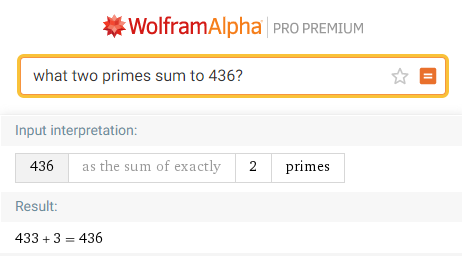 WolframAlpha PRO PREMIUM
what two primes sum to 436?
Input interpretation:
436 as the sum of exactly 2 primes
Result:
433 + 3 = 436